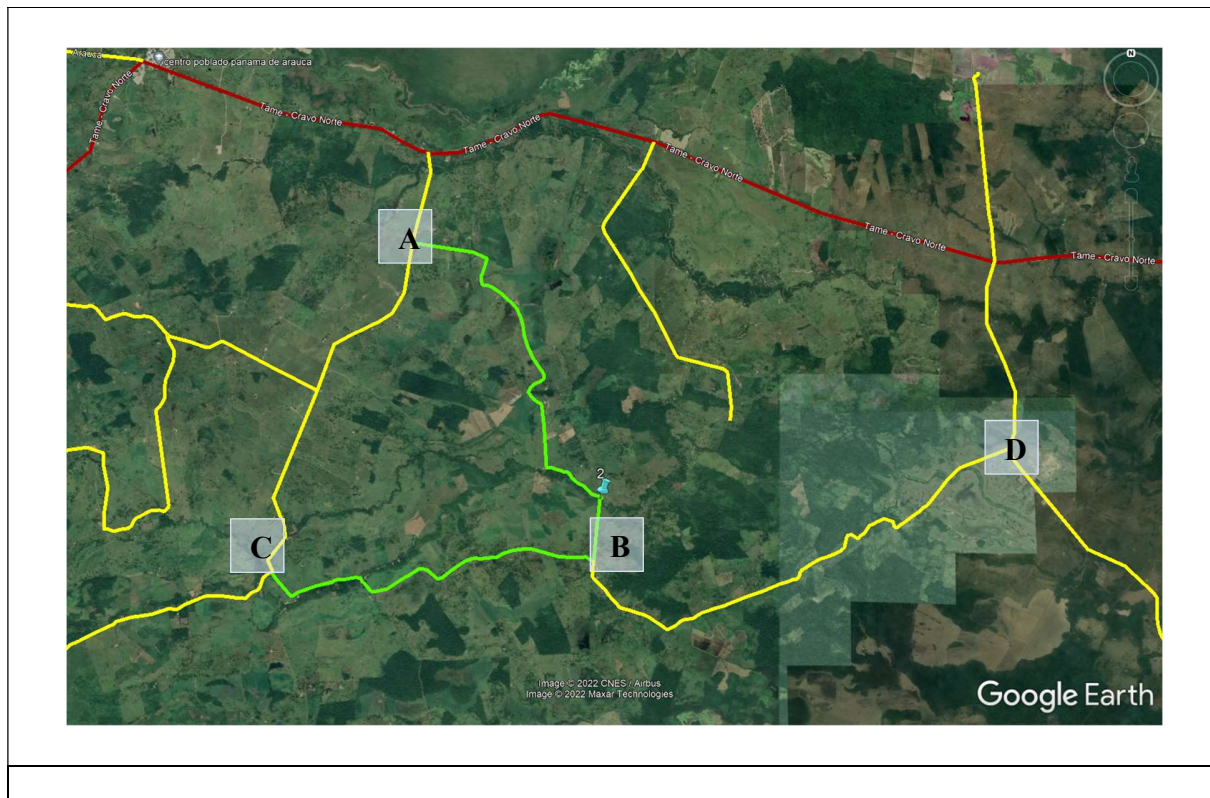 Arauca
centro poblado panama de arauca
Tame - Cravo Norte
Tame - Cravo Norte
Tame - Cravo Norte
Tame - Cravo Norte
Tame - Cravo Norte
Tame - Cravo Norte
N
A
2
B
C
D
Image © 2022 CNES / Airbus
Image © 2022 Maxar Technologies
Google Earth